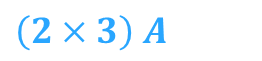 (2 × 3) A